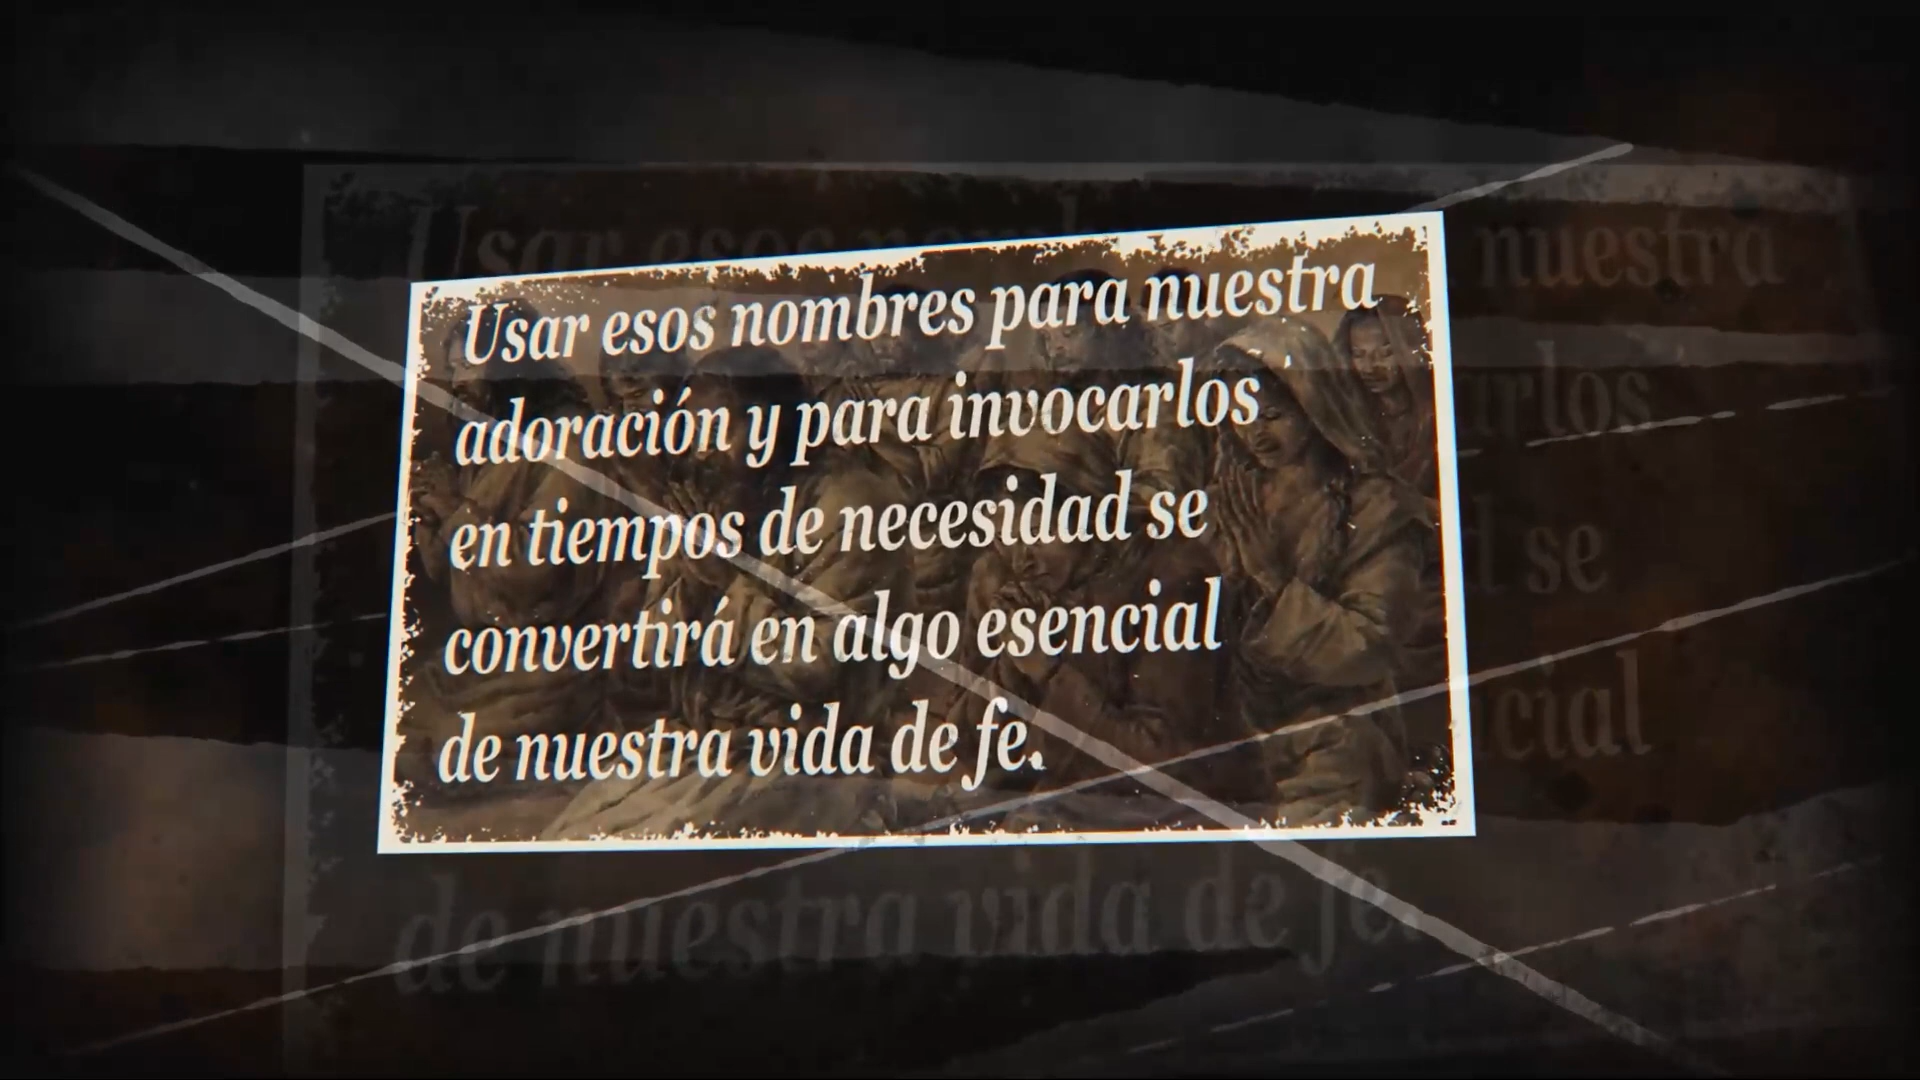 Usar esos nombres para nuestra
adoración y para invocarlos
en tiempos de necesidad se
convertirá en algo esencial
de nuestra vida de fe.